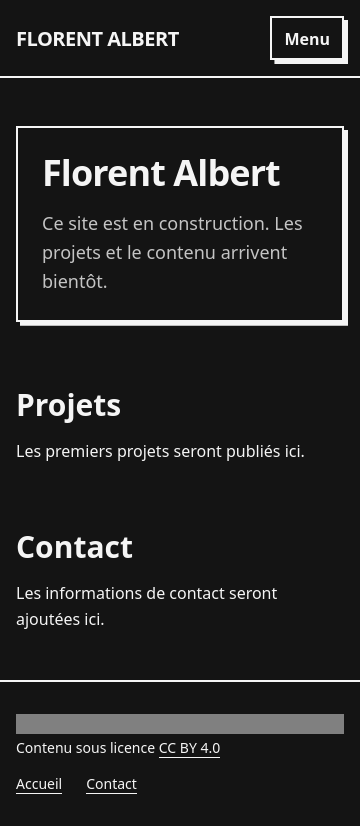 FLORENT ALBERT
Menu
Florent Albert
Ce site est en construction. Les
projets et le contenu arrivent
bientôt.
Projets
Les premiers projets seront publiés ici.
Contact
Les informations de contact seront
ajoutées ici.
Contenu sous licence CC BY 4.0
Accueil Contact